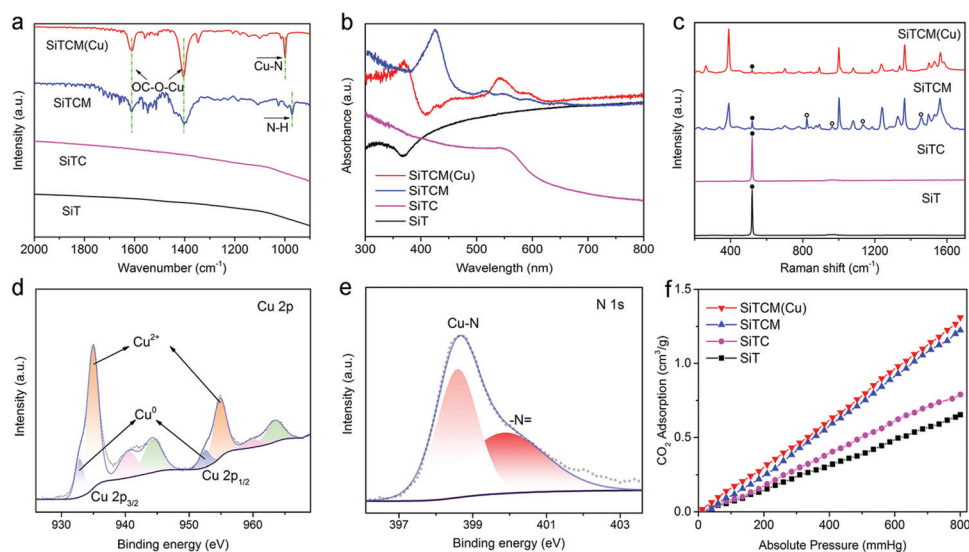 a
SiTCM(Cu)
Cu-N
OC-O-Cu
SiTCM
N-H
SiTC
SiT
Intensity (a.u.)
2000 1800 1600 1400 1200 1000
Wavenumber (cm-1)
b
SiTCM(Cu)
SiTCM
SiTC
SiT
Absorbance (a.u.)
300 400 500 600 700 800
Wavelength (nm)
c
SiTCM(Cu)
SiTCM
SiTC
SiT
Intensity (a.u.)
400 800 1200 1600
Raman shift (cm-1)
d
Cu 2p
Cu2+
Cu0
Cu 2p3/2
Cu 2p1/2
Intensity (a.u.)
930 940 950 960
Binding energy (eV)
e
N 1s
Cu-N
-N=
Intensity (a.u.)
397 399 401 403
Binding energy (eV)
f
SiTCM(Cu)
SiTCM
SiTC
SiT
CO2 Adsorption (cm3/g)
1.5
1.0
0.5
0.0
0 200 400 600 800
Absolute Pressure (mmHg)